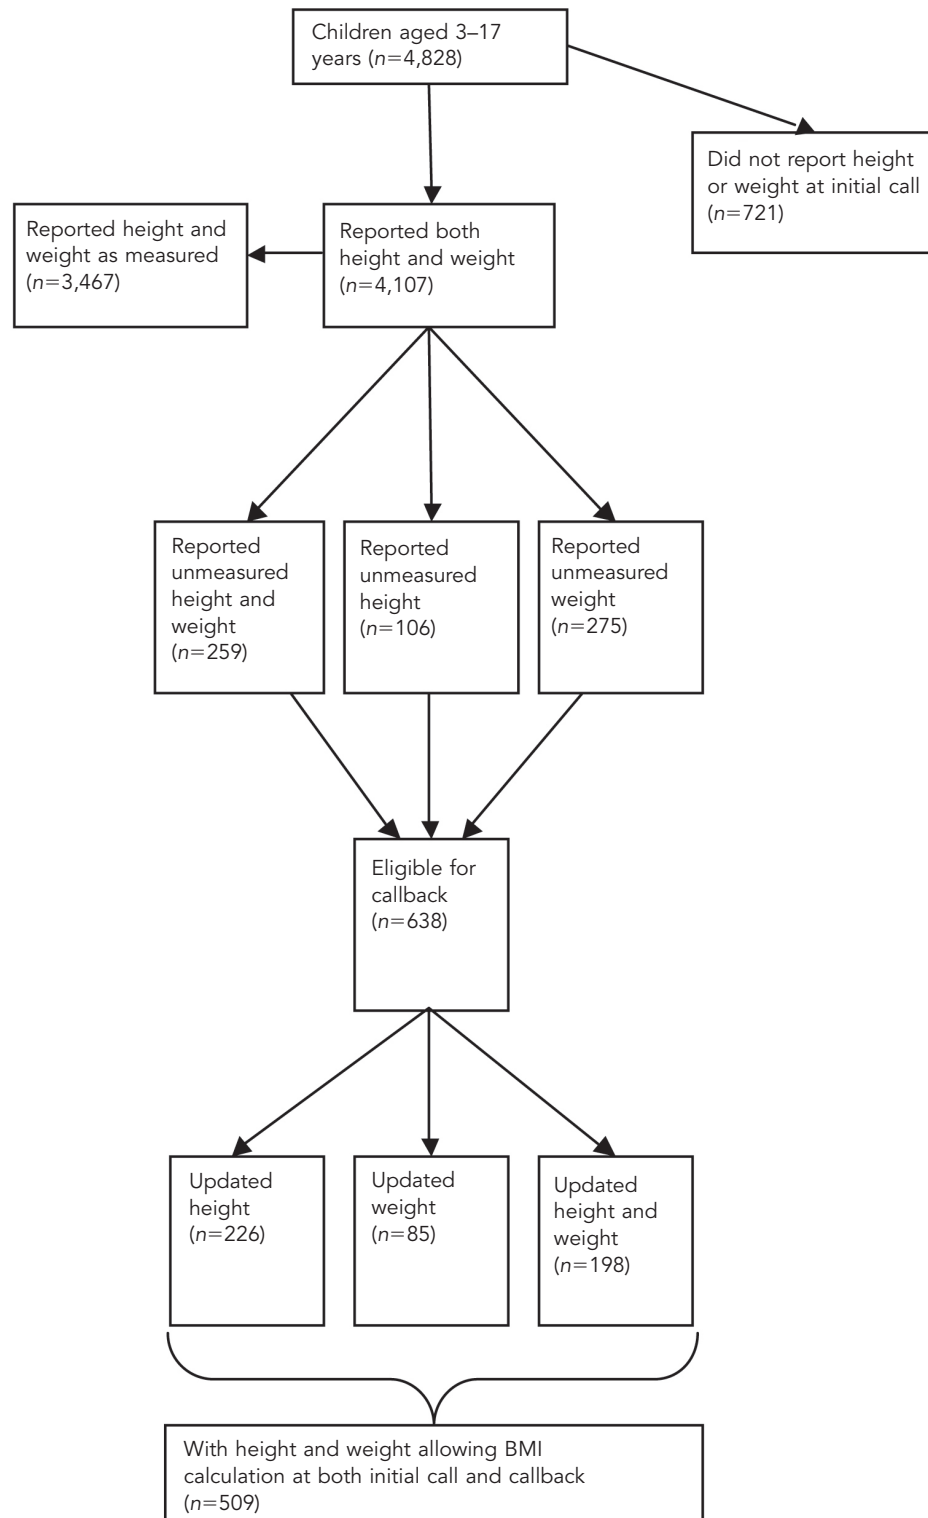 Children aged 3–17
years (n=4,828)
Did not report height
or weight at initial call
(n=721)
Reported height and
weight as measured
(n=3,467)
Reported both
height and weight
(n=4,107)
Reported
unmeasured
height and
weight
(n=259)
Reported
unmeasured
height
(n=106)
Reported
unmeasured
weight
(n=275)
Eligible for
callback
(n=638)
Updated
height
(n=226)
Updated
weight
(n=85)
Updated
height and
weight
(n=198)
With height and weight allowing BMI
calculation at both initial call and callback
(n=509)